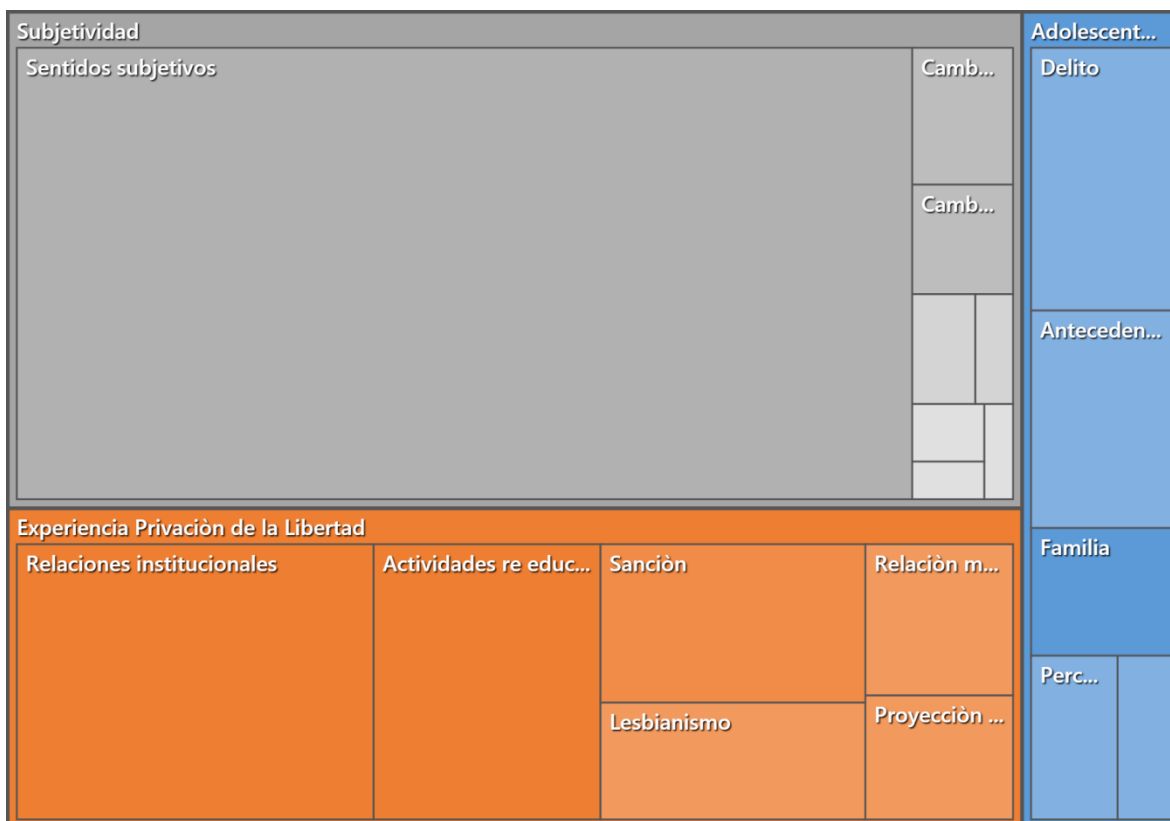 Subjetividad
Sentidos subjetivos
Camb...
Camb...
Experiencia Privaciòn de la Libertad
Relaciones institucionales
Actividades re educ...
Sanciòn
Relaciòn m...
Lesbianismo
Proyecciòn ...
Adolescent...
Delito
Anteceden...
Familia
Perc...